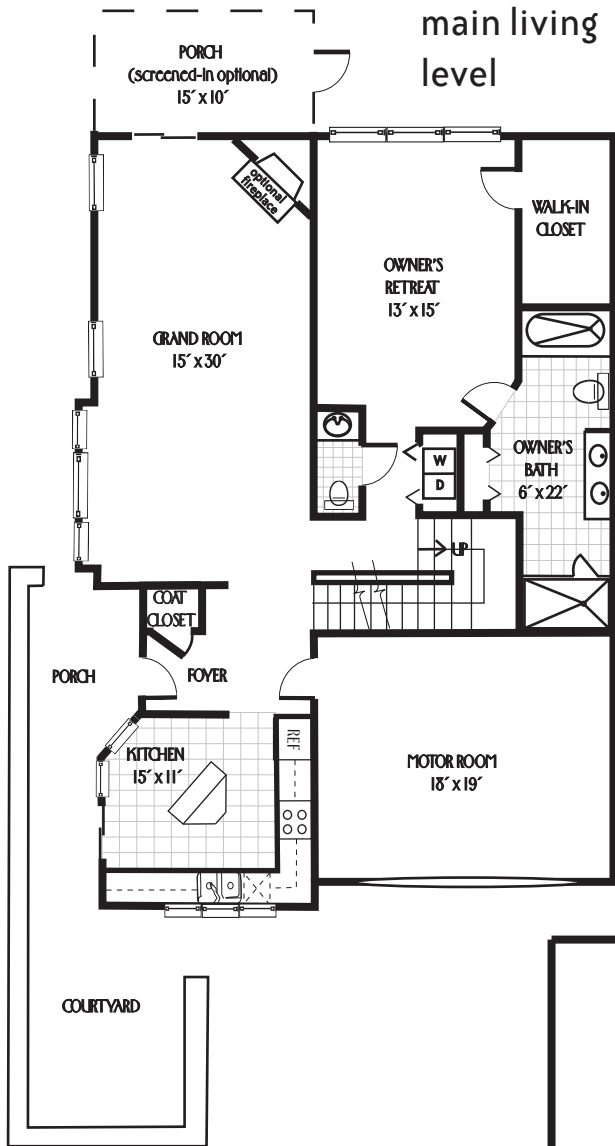 main living
level
PORCH
(screened-in optional)
15´ x 10´
optional
fireplace
WALK-IN
CLOSET
OWNER'S
RETREAT
13´ x 15´
GRAND ROOM
15´ x 30´
W
D
OWNER'S
BATH
6´ x 22´
UP
COAT
CLOSET
PORCH
FOYER
REF
KITCHEN
15´ x 11´
MOTOR ROOM
18´ x 19´
COURTYARD